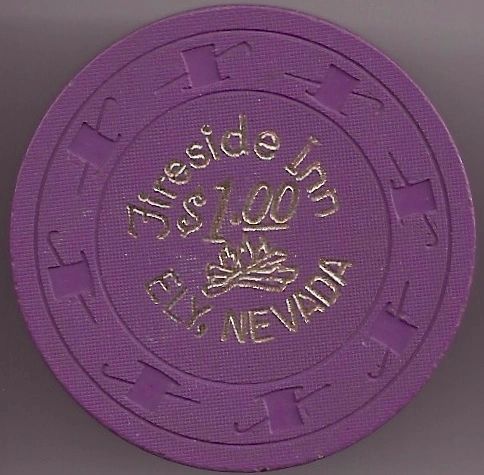 Fireside Inn
$1.00
ELY, NEVADA